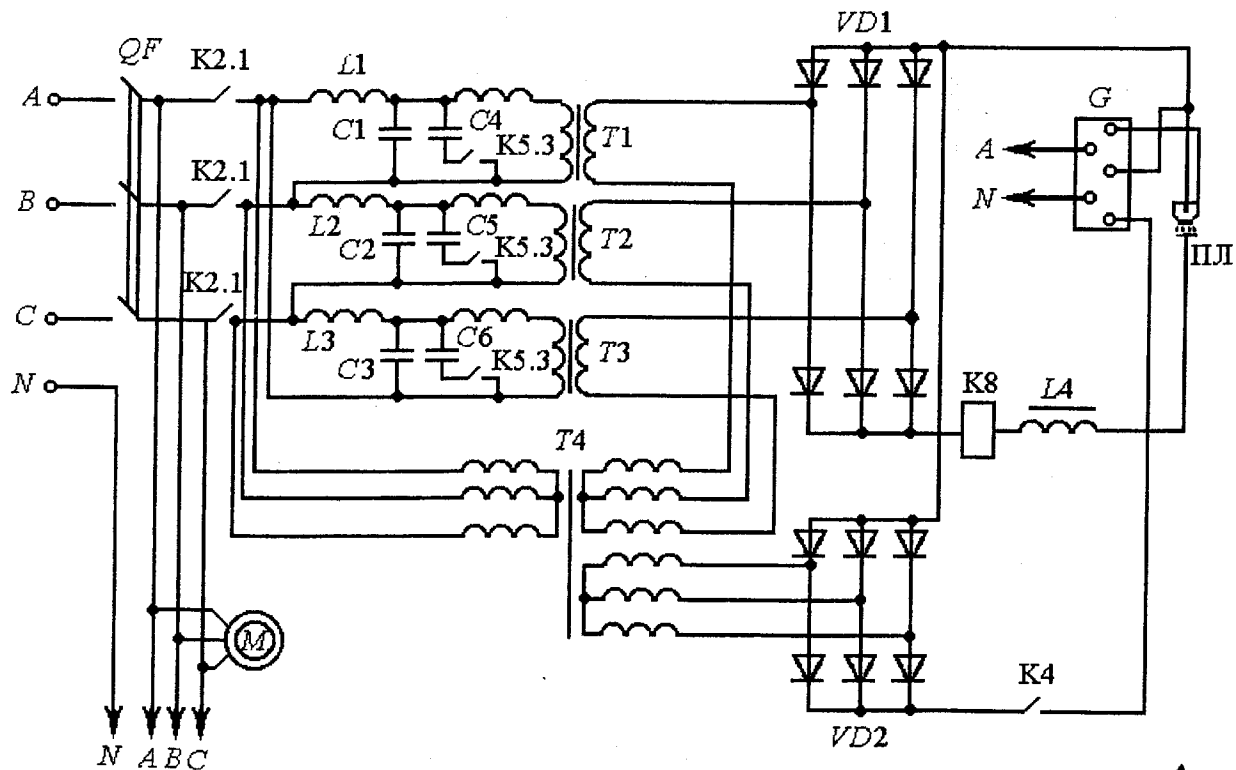 QF
K2.1
L1
VD1
A
C1
C4
K5.3
T1
G
A
K2.1
B
L2
C2
C5
K5.3
T2
N
ПЛ
K2.1
C
L3
C3
C6
K5.3
T3
N
K8
L4
T4
M
K4
VD2
N A B C